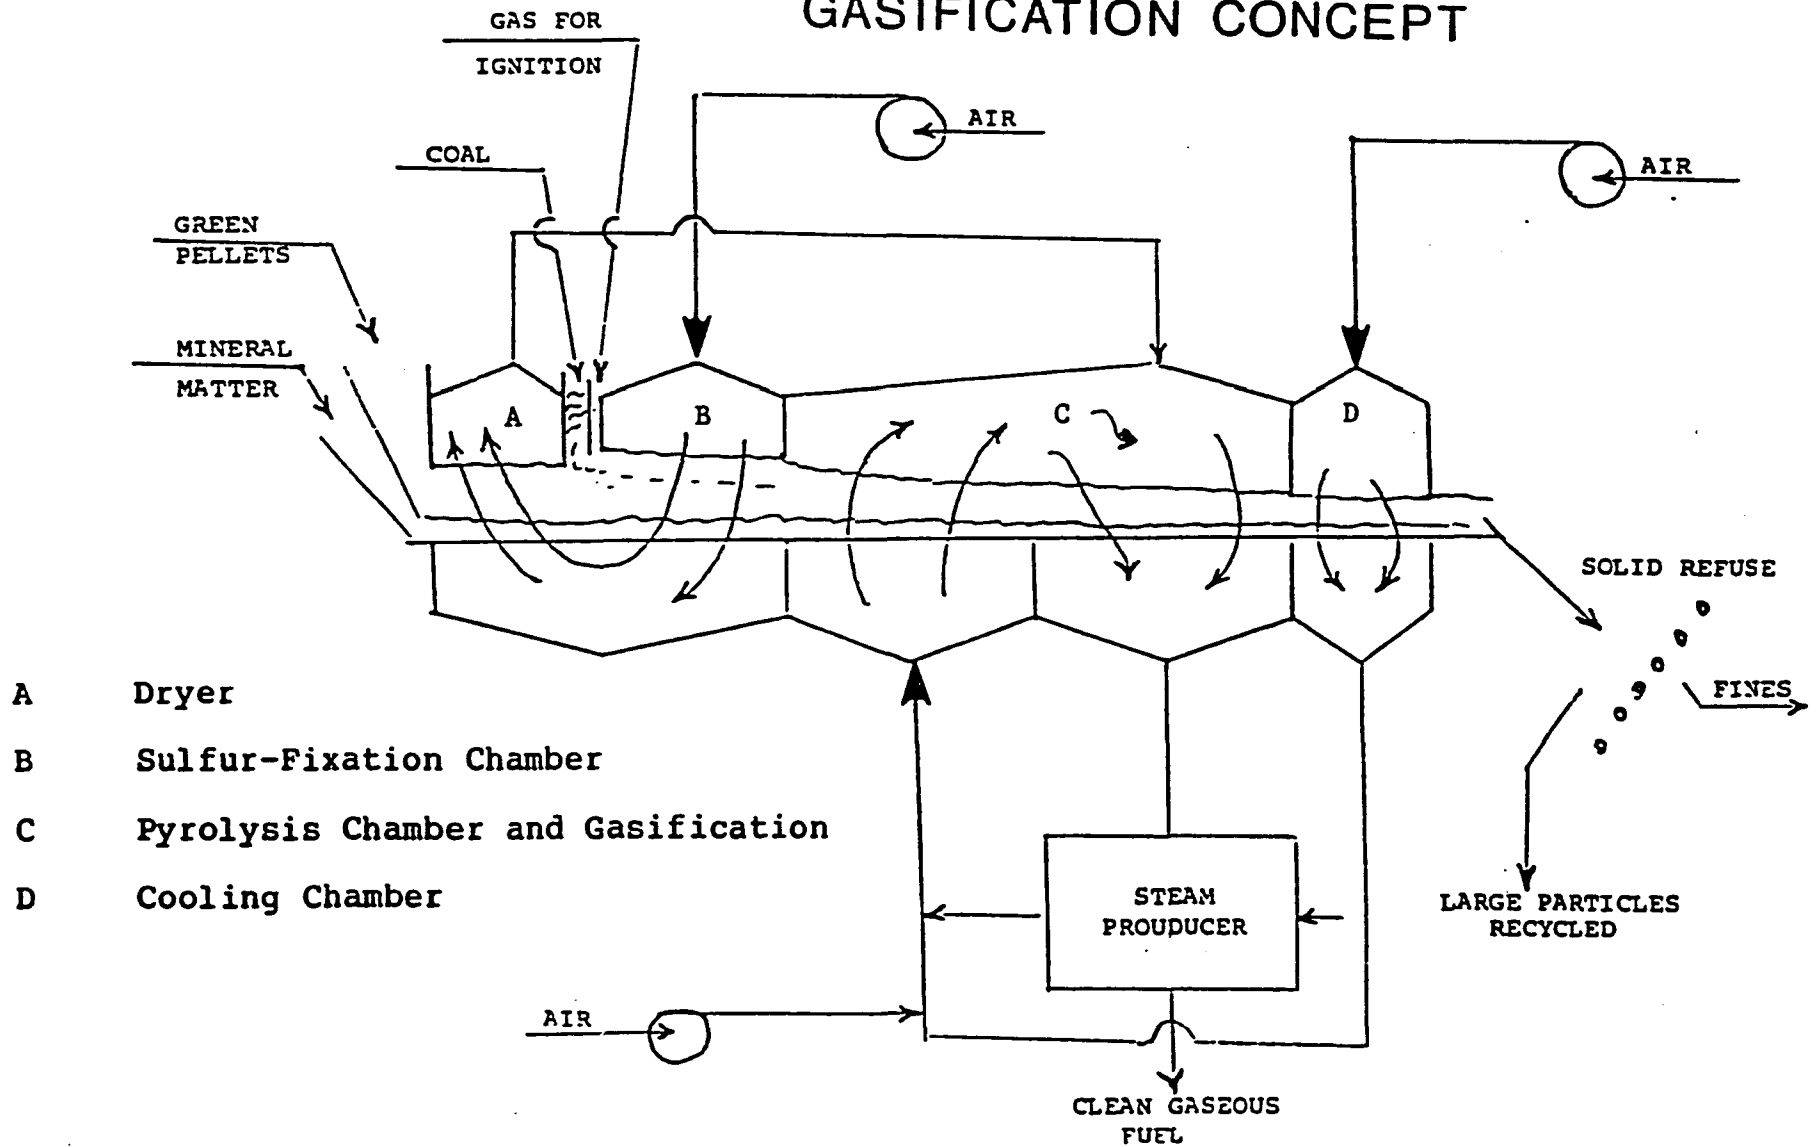 GASIFICATION CONCEPT
GAS FOR
IGNITION
AIR
COAL
AIR
GREEN
PELLETS
MINERAL
MATTER
A
B
C
D
SOLID REFUSE
FINES
A Dryer
B Sulfur-Fixation Chamber
C Pyrolysis Chamber and Gasification
D Cooling Chamber
STEAM
PROUDUCER
LARGE PARTICLES
RECYCLED
AIR
CLEAN GASEOUS
FUEL